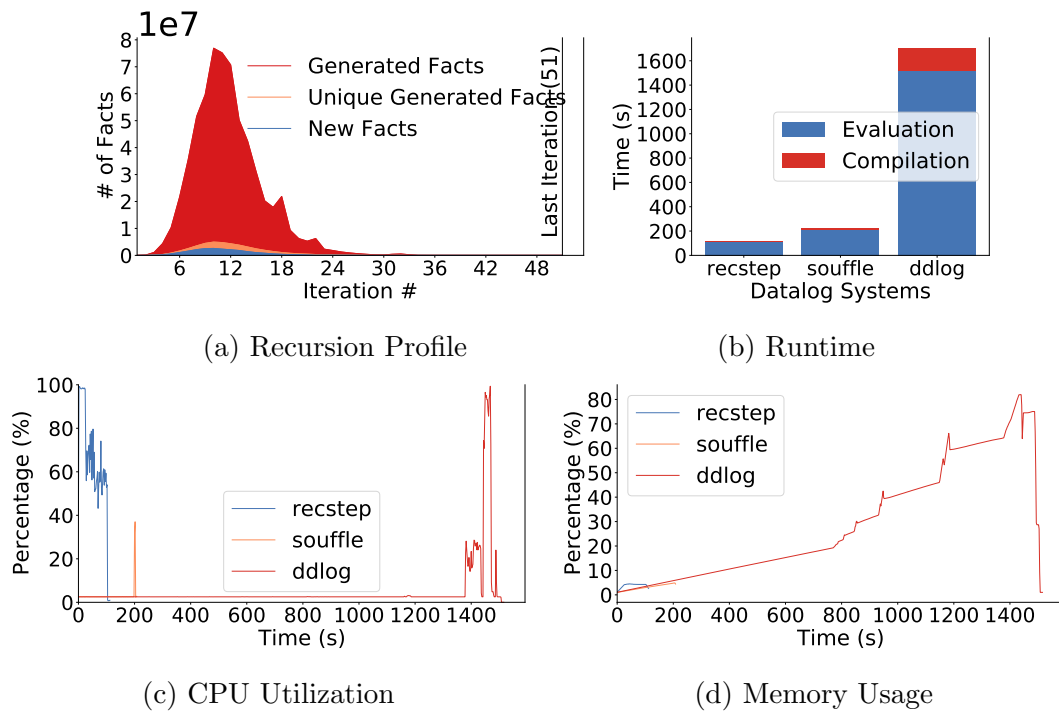 1e7
8
7
6
5
4
3
2
1
0
# of Facts
Generated Facts
Unique Generated Facts
New Facts
Last Iteration (51)
6 12 18 24 30 36 42 48
Iteration #
(a) Recursion Profile
1600
1400
1200
1000
800
600
400
200
0
Time (s)
Evaluation
Compilation
recstep souffle ddlog
Datalog Systems
(b) Runtime
100
80
60
40
20
0
Percentage (%)
recstep
souffle
ddlog
0 200 400 600 800 1000 1200 1400
Time (s)
(c) CPU Utilization
80
70
60
50
40
30
20
10
0
Percentage (%)
recstep
souffle
ddlog
0 200 400 600 800 1000 1200 1400
Time (s)
(d) Memory Usage